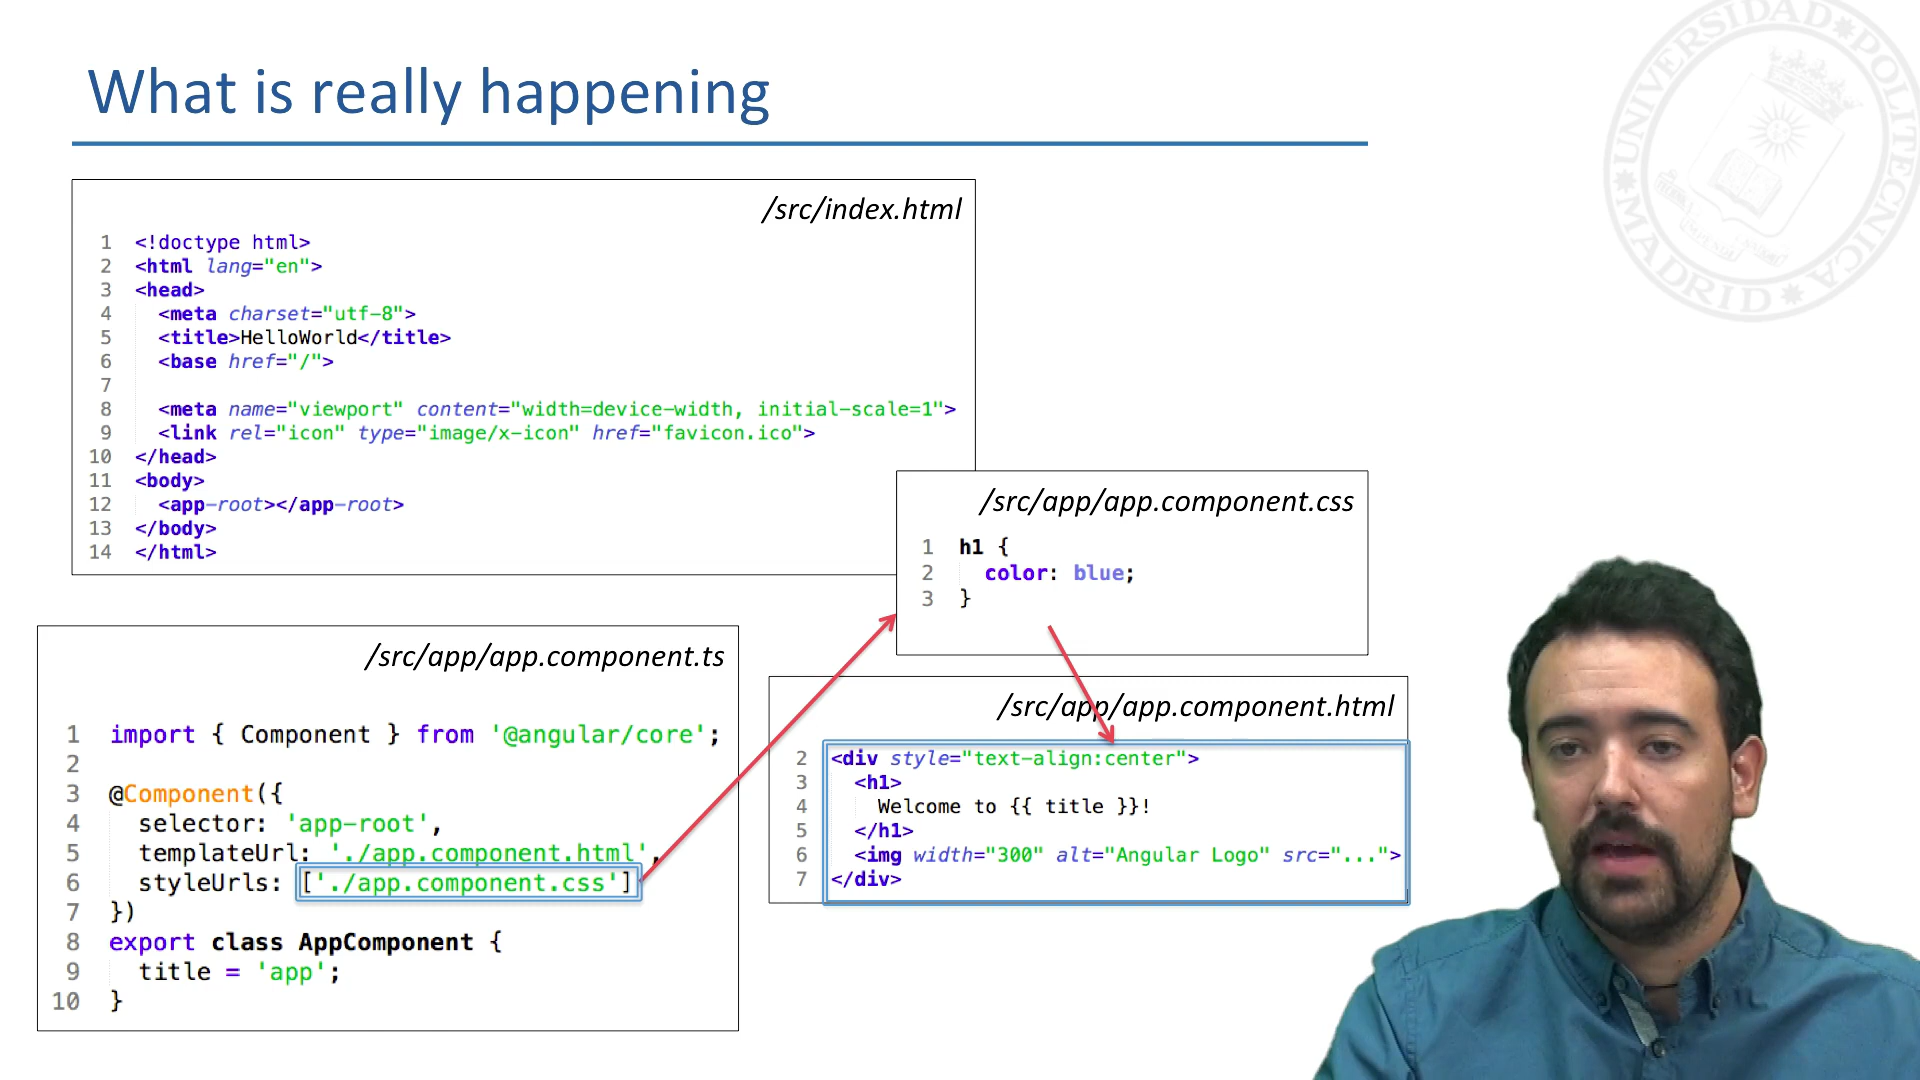 What is really happening
/src/index.html
1 <!doctype html>
2 <html lang="en">
3 <head>
4 <meta charset="utf-8">
5 <title>HelloWorld</title>
6 <base href="/">
7
8 <meta name="viewport" content="width=device-width, initial-scale=1">
9 <link rel="icon" type="image/x-icon" href="favicon.ico">
10 </head>
11 <body>
12 <app-root></app-root>
13 </body>
14 </html>
/src/app/app.component.css
1 h1 {
2 color: blue;
3 }
/src/app/app.component.ts
1 import { Component } from '@angular/core';
2
3 @Component({
4 selector: 'app-root',
5 templateUrl: './app.component.html',
6 styleUrls: ['./app.component.css']
7 })
8 export class AppComponent {
9 title = 'app';
10 }
/src/app/app.component.html
2 <div style="text-align:center">
3 <h1>
4 Welcome to {{ title }}!
5 </h1>
6 <img width="300" alt="Angular Logo" src="...">
7 </div>
UNIVERSIDAD POLITECNICA
MADRID